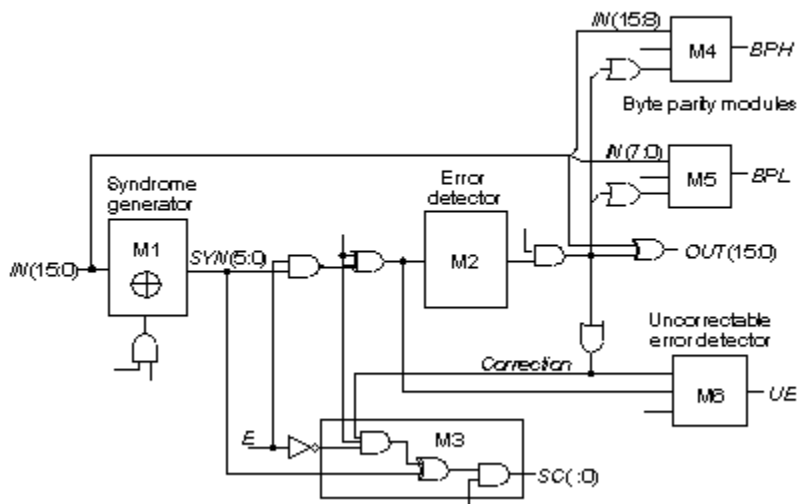 IN(15:8)
M4
BPH
Byte parity modules
IN(7:0)
M5
BPL
Syndrome
generator
Error
detector
M1
SYN(5:0)
M2
IN(15:0)
OUT(15:0)
Uncorrectable
error detector
Correction
M6
UE
E
M3
SC( :0)